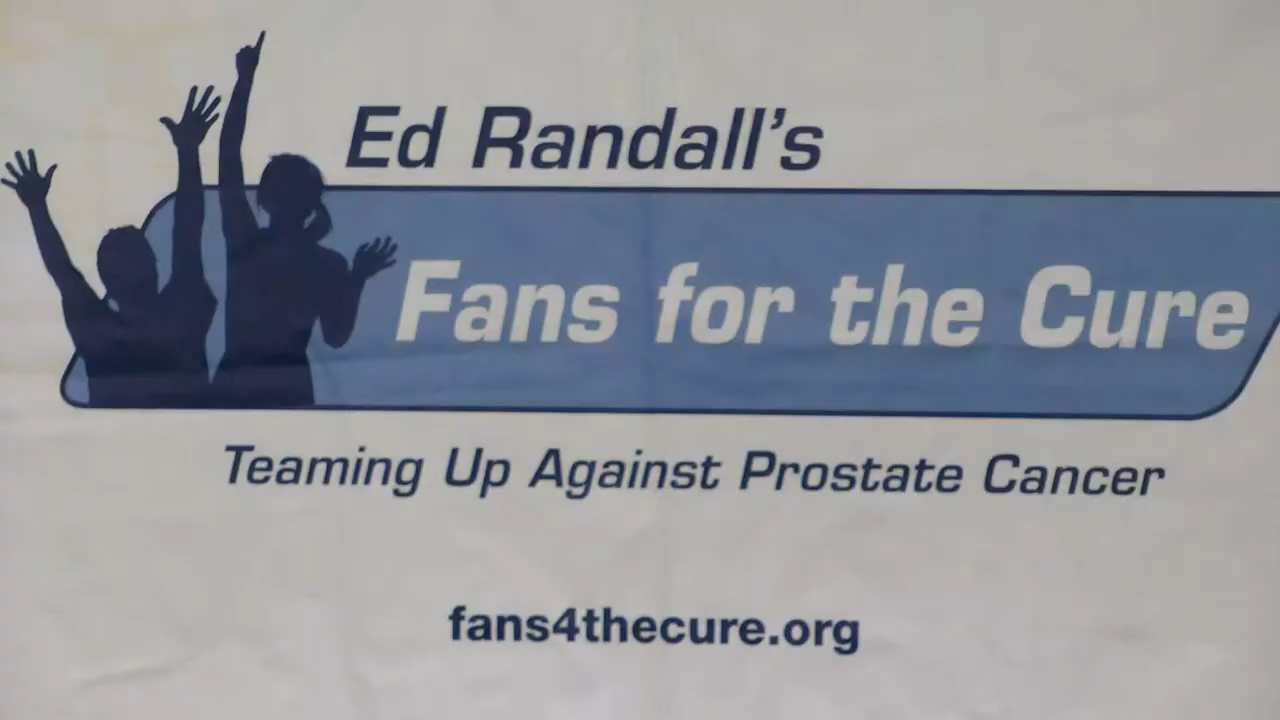 Ed Randall's
Fans for the Cure
Teaming Up Against Prostate Cancer
fans4thecure.org